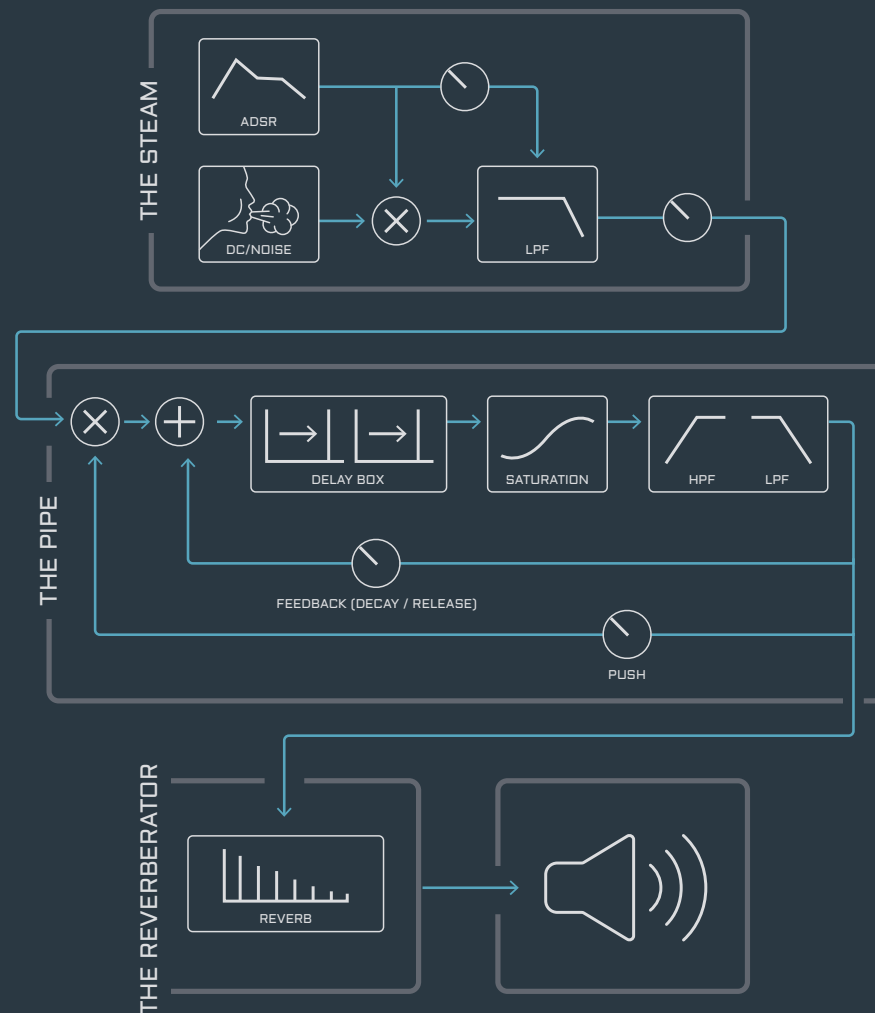 THE STEAM
ADSR
DC/NOISE
LPF
THE PIPE
DELAY BOX
SATURATION
HPF
LPF
FEEDBACK (DECAY / RELEASE)
PUSH
THE REVERBERATOR
REVERB